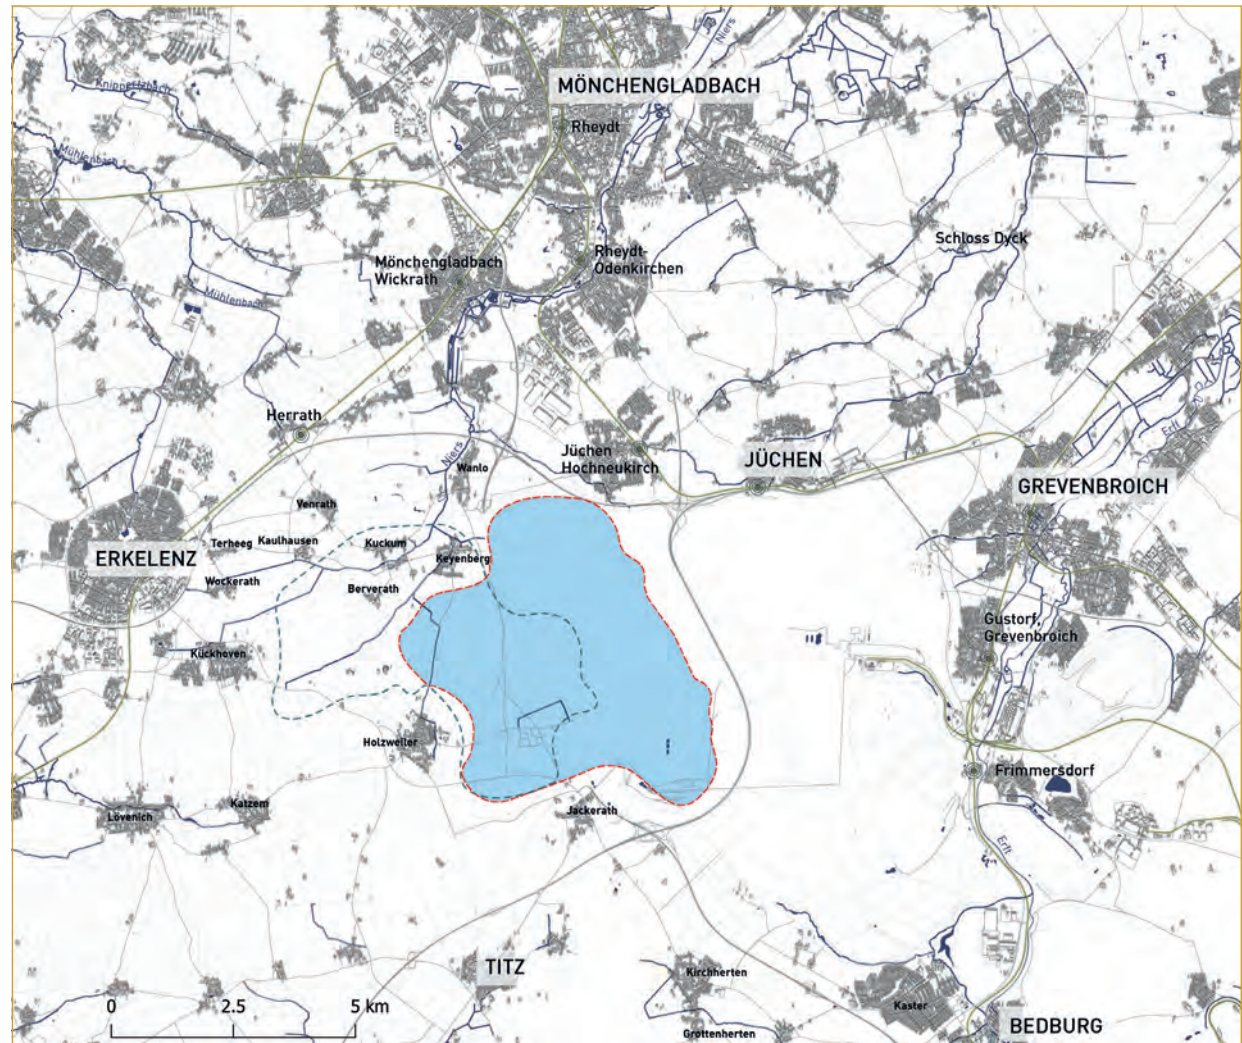 Niers
Knippertzbach
MÖNCHENGLADBACH
Rheydt
Mühlenbach
Schloss Dyck
Mönchengladbach
Wickrath
Rheydt-
Odenkirchen
Mühlenbach
Herrath
Niers
Wanlo
Jüchen
Hochneukirch
JÜCHEN
Erft
GREVENBROICH
Venrath
ERKELENZ
Terheeg
Kaulhausen
Kuckum
Keyenberg
Wockerath
Berverath
Kückhoven
Gustorf,
Grevenbroich
Holzweiler
Frimmersdorf
Katzem
Lövenich
Jackerath
Erft
TITZ
Kirchherten
Kaster
Grottenherten
BEDBURG
0 2.5 5 km